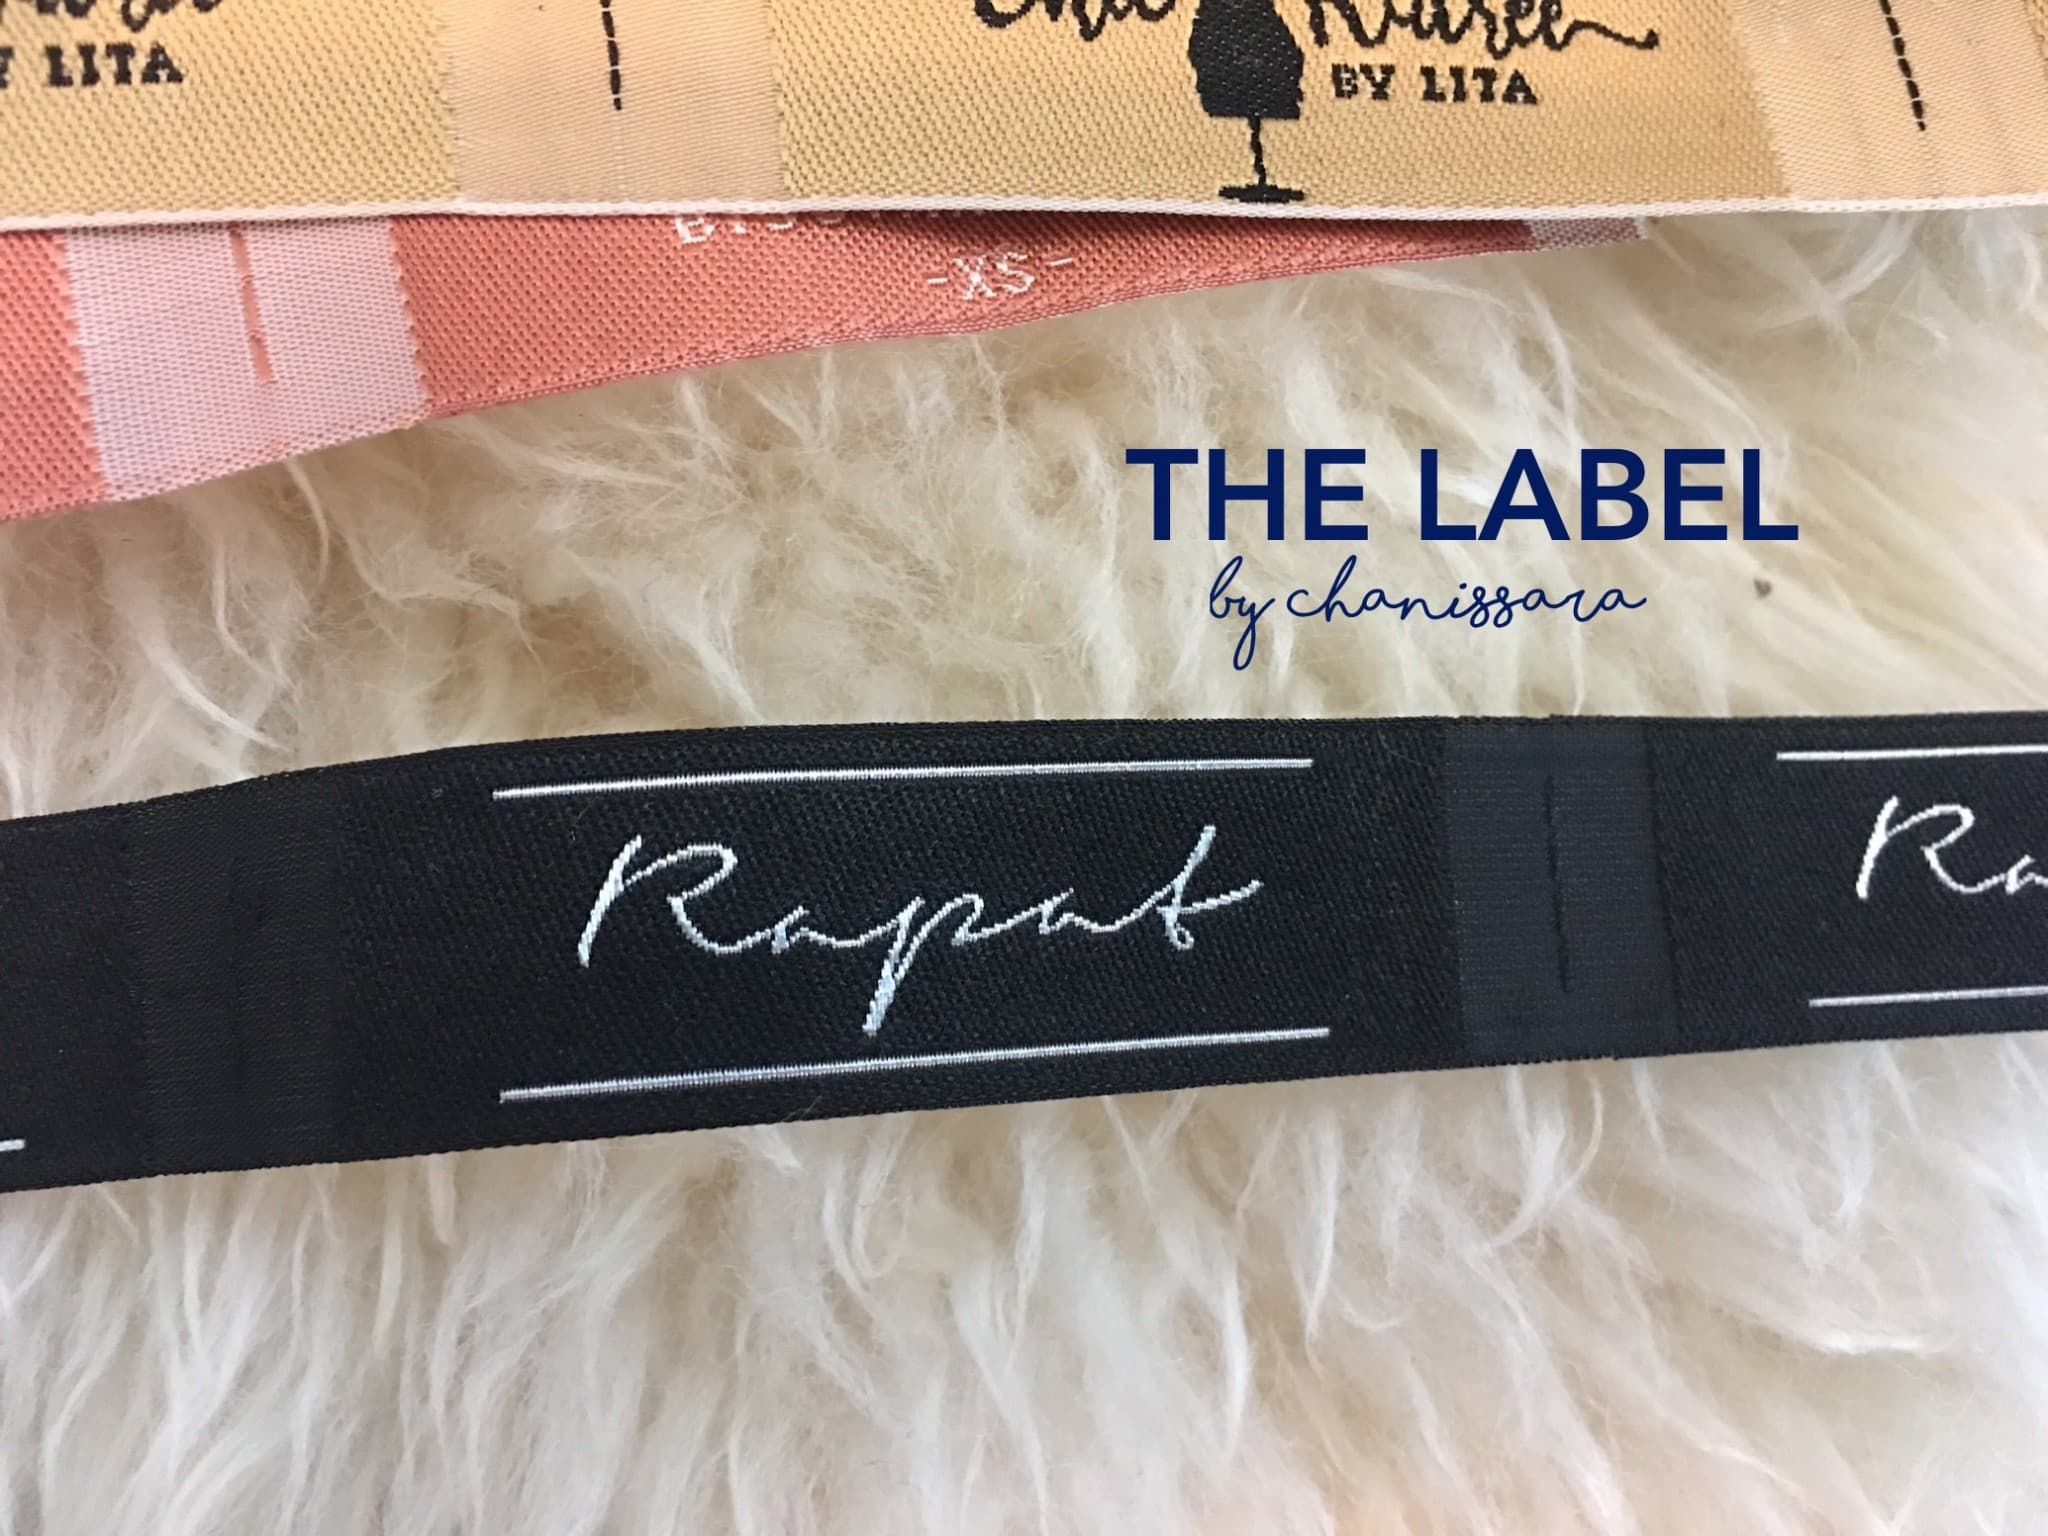 BY LITA
BY LITA
-XS-
THE LABEL
by chanissara
Rapat